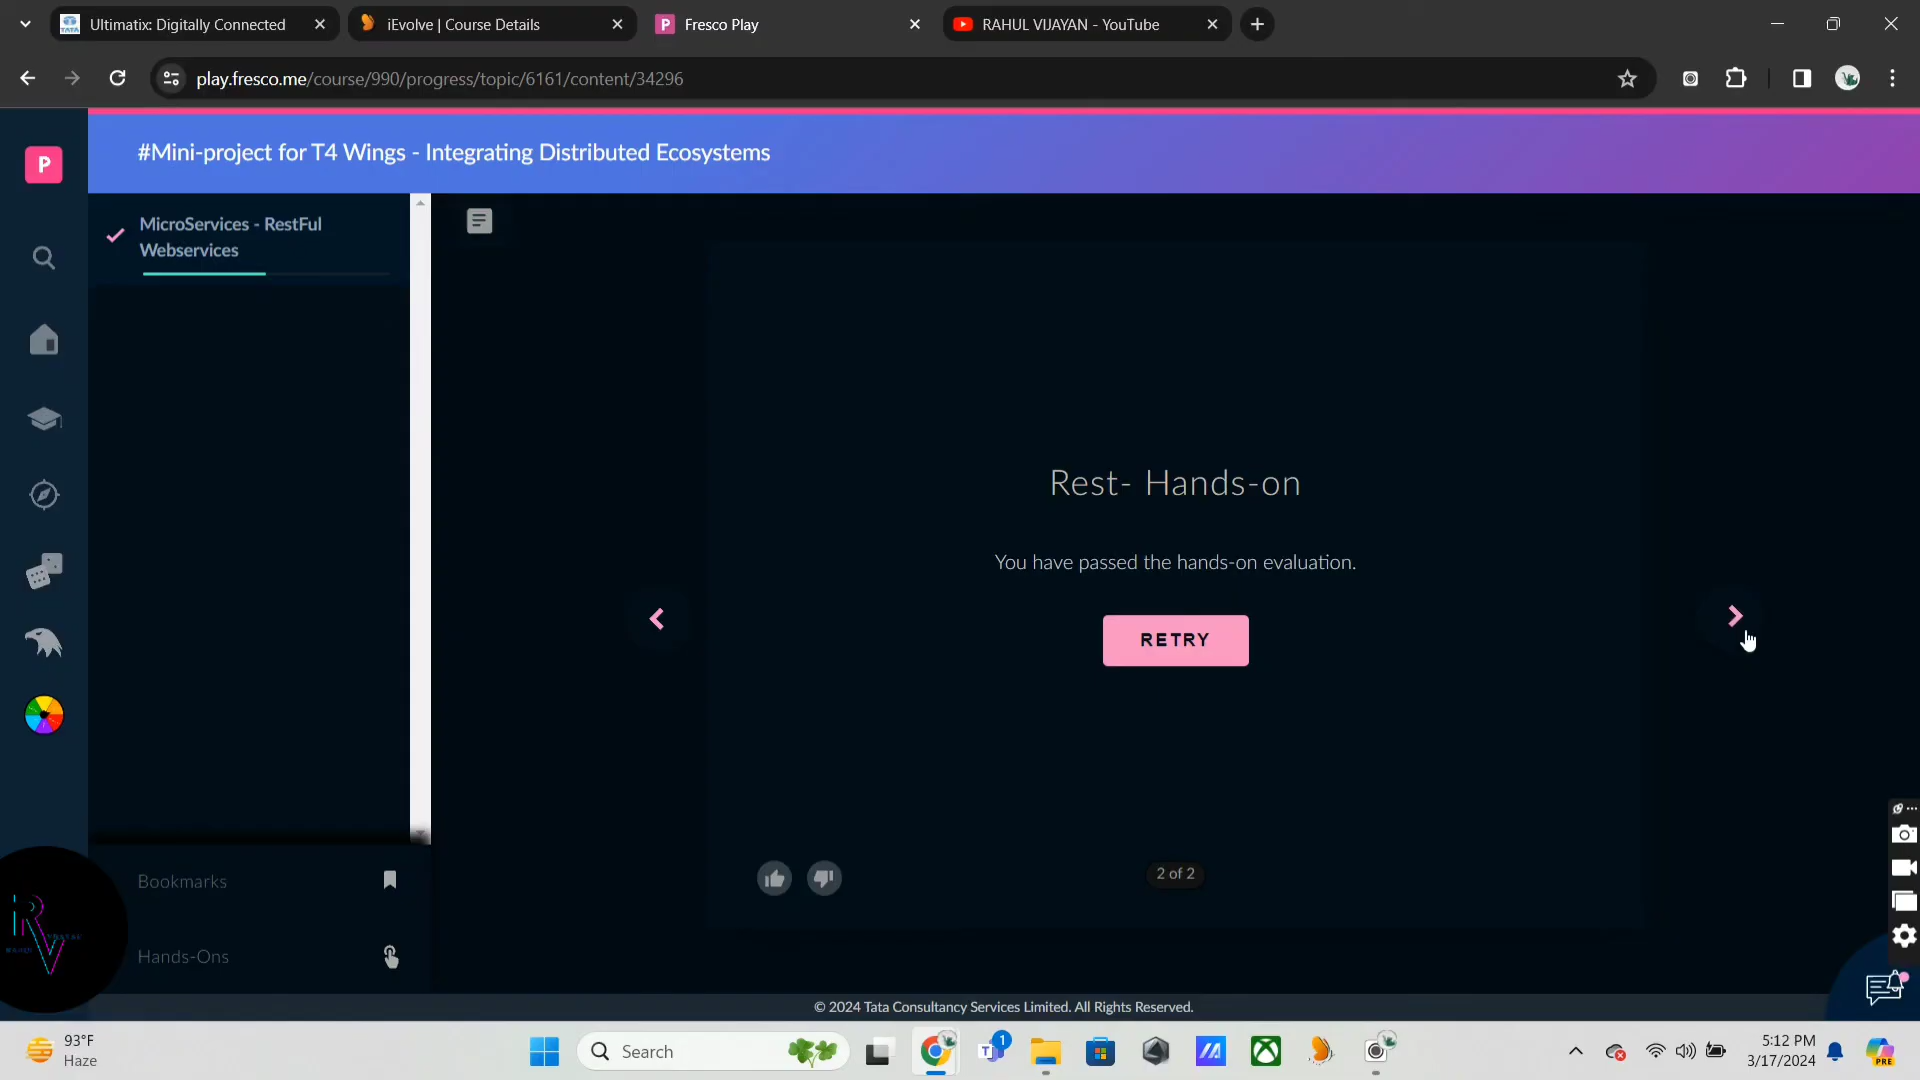 Ultimatix: Digitally Connected
iEvolve | Course Details
Fresco Play
RAHUL VIJAYAN - YouTube
play.fresco.me/course/990/progress/topic/6161/content/34296
#Mini-project for T4 Wings - Integrating Distributed Ecosystems
P
MicroServices - RestFul
Webservices
Rest- Hands-on
You have passed the hands-on evaluation.
RETRY
2 of 2
Bookmarks
Hands-Ons
RV
© 2024 Tata Consultancy Services Limited. All Rights Reserved.
93°F
Haze
Search
1
5:12 PM
3/17/2024
PRE